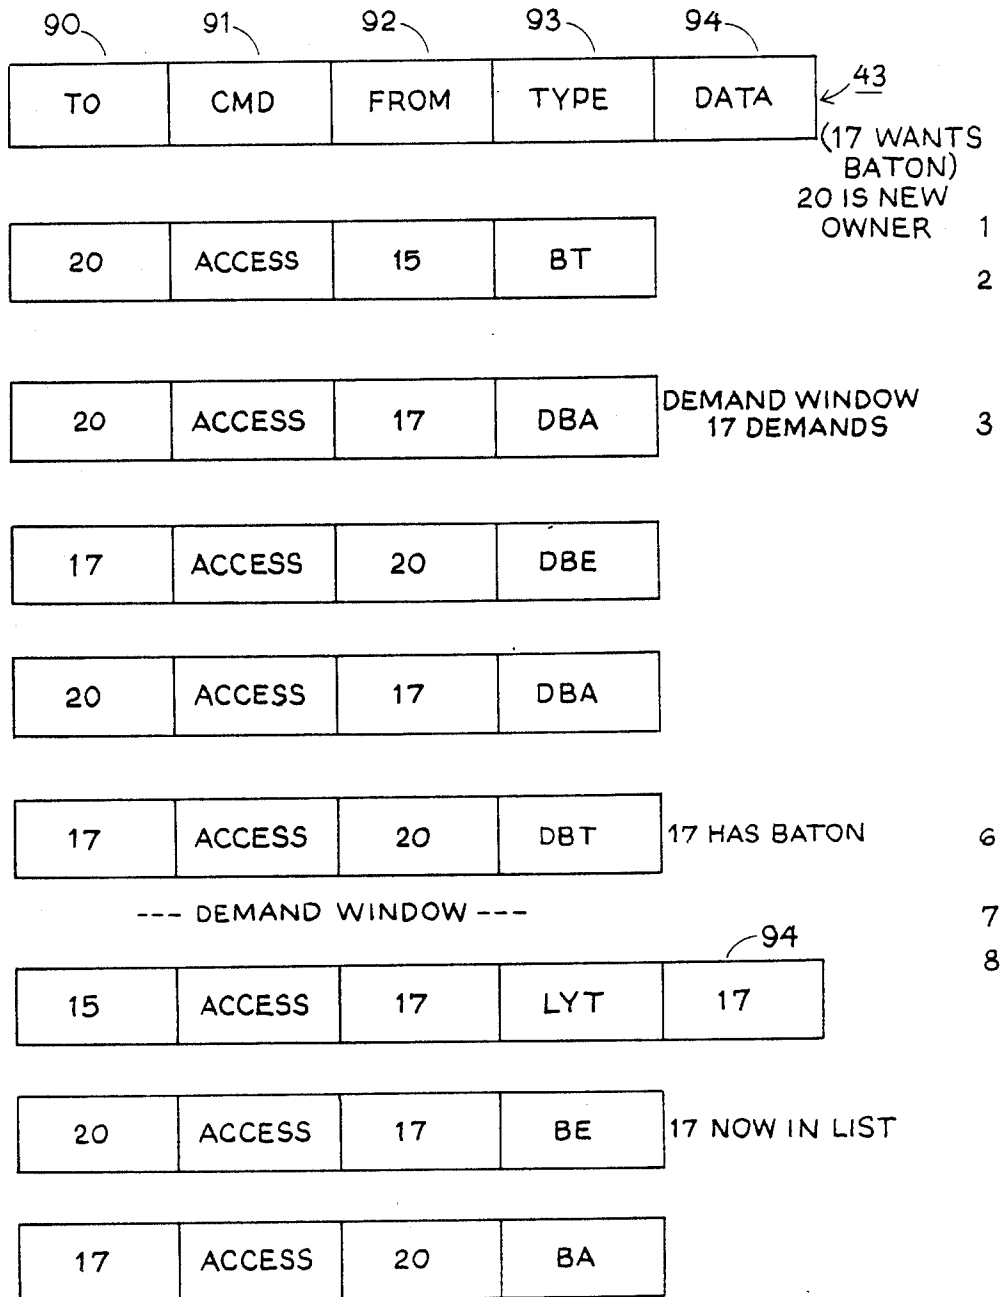 90 91 92 93 94
TO CMD FROM TYPE DATA 43
(17 WANTS
BATON)
20 IS NEW
OWNER 1
20 ACCESS 15 BT
2
20 ACCESS 17 DBA DEMAND WINDOW
17 DEMANDS 3
17 ACCESS 20 DBE
20 ACCESS 17 DBA
17 ACCESS 20 DBT 17 HAS BATON 6
--- DEMAND WINDOW --- 7
94
8
15 ACCESS 17 LYT 17
20 ACCESS 17 BE 17 NOW IN LIST
17 ACCESS 20 BA